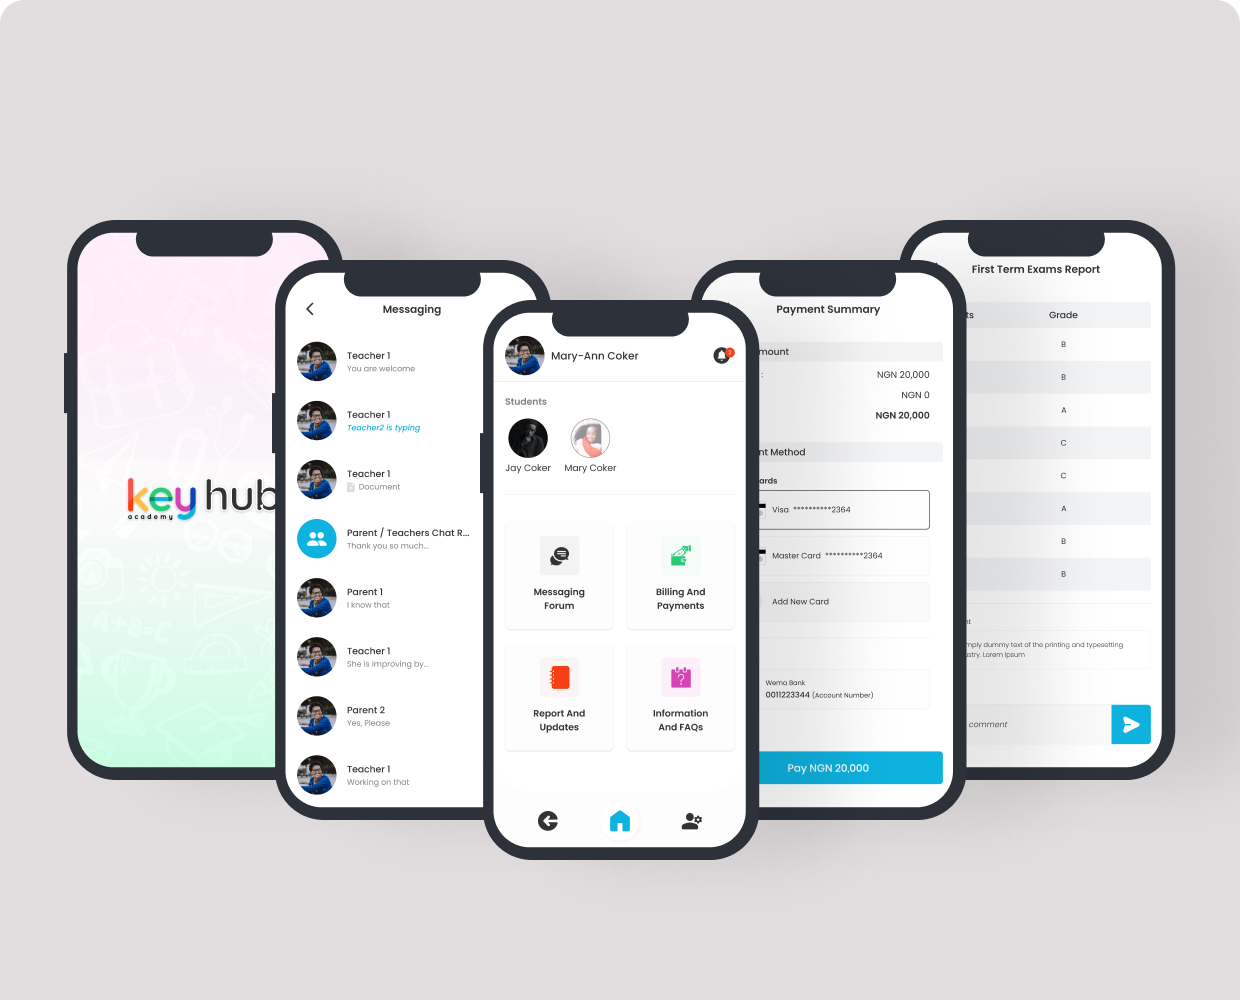 key hub
academy
A+B=C
Messaging
Teacher 1
You are welcome
Teacher 1
Teacher2 is typing
Teacher 1
Document
Parent / Teachers Chat R...
Thank you so much...
Parent 1
I know that
Teacher 1
She is improving by...
Parent 2
Yes, Please
Teacher 1
Working on that
Mary-Ann Coker
2
Students
Jay Coker
Mary Coker
Messaging
Forum
Billing And
Payments
Report And
Updates
Information
And FAQs
Payment Summary
mount
: NGN 20,000
NGN 0
NGN 20,000
nt Method
ards
Visa **********2364
Master Card **********2364
Add New Card
Wema Bank
0011223344 (Account Number)
Pay NGN 20,000
First Term Exams Report
ts Grade
B
B
A
C
C
A
B
B
nt
mply dummy text of the printing and typesetting
ustry. Lorem Ipsum
comment